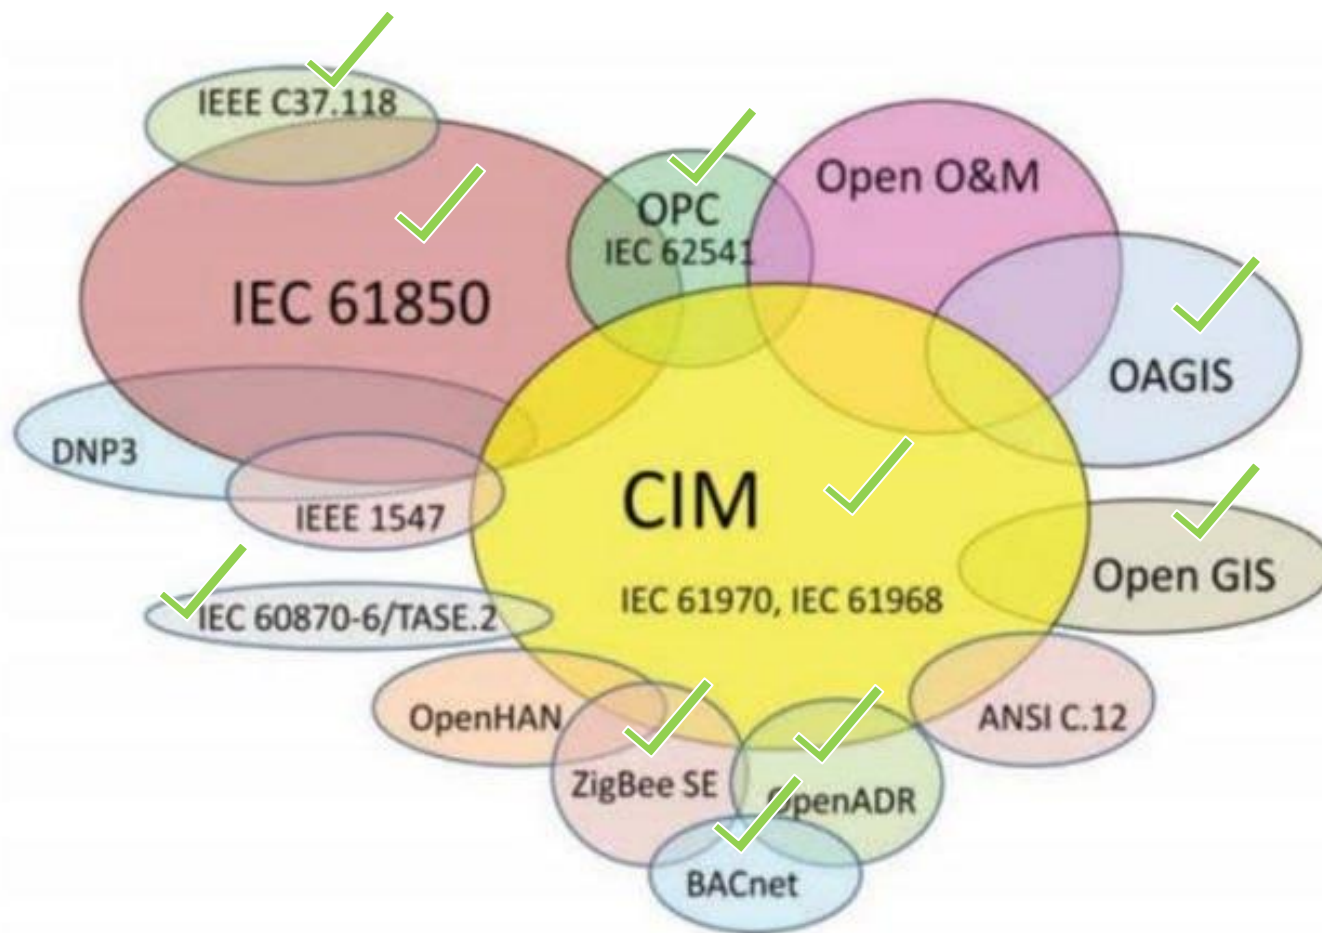 IEEE C37.118
Open O&M
OPC
IEC 62541
IEC 61850
OAGIS
DNP3
CIM
IEEE 1547
Open GIS
IEC 61970, IEC 61968
IEC 60870-6/TASE.2
OpenHAN
ANSI C.12
ZigBee SE
OpenADR
BACnet